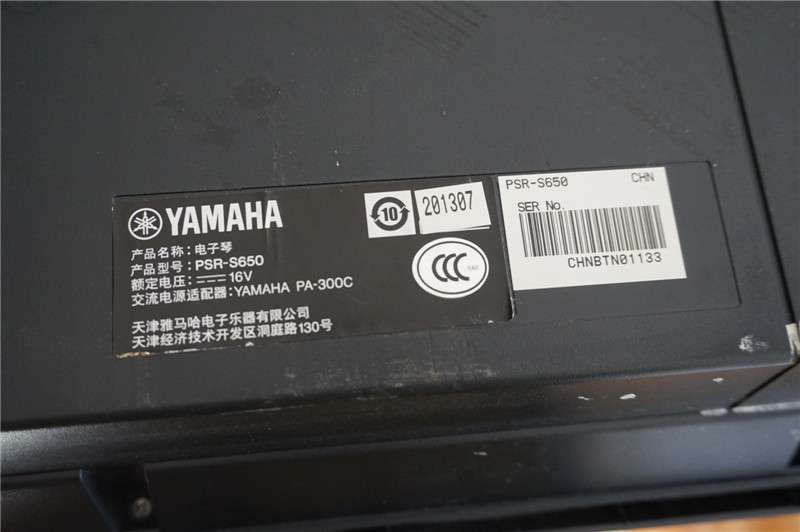 YAMAHA
产品名称：电子琴
产品型号：PSR-S650
额定电压：⎓16V
交流电源适配器：YAMAHA PA-300C
天津雅马哈电子乐器有限公司
天津经济技术开发区洞庭路130号
10
201307
CCC
PSR-S650 CHN
SER No.
CHNBTN01133